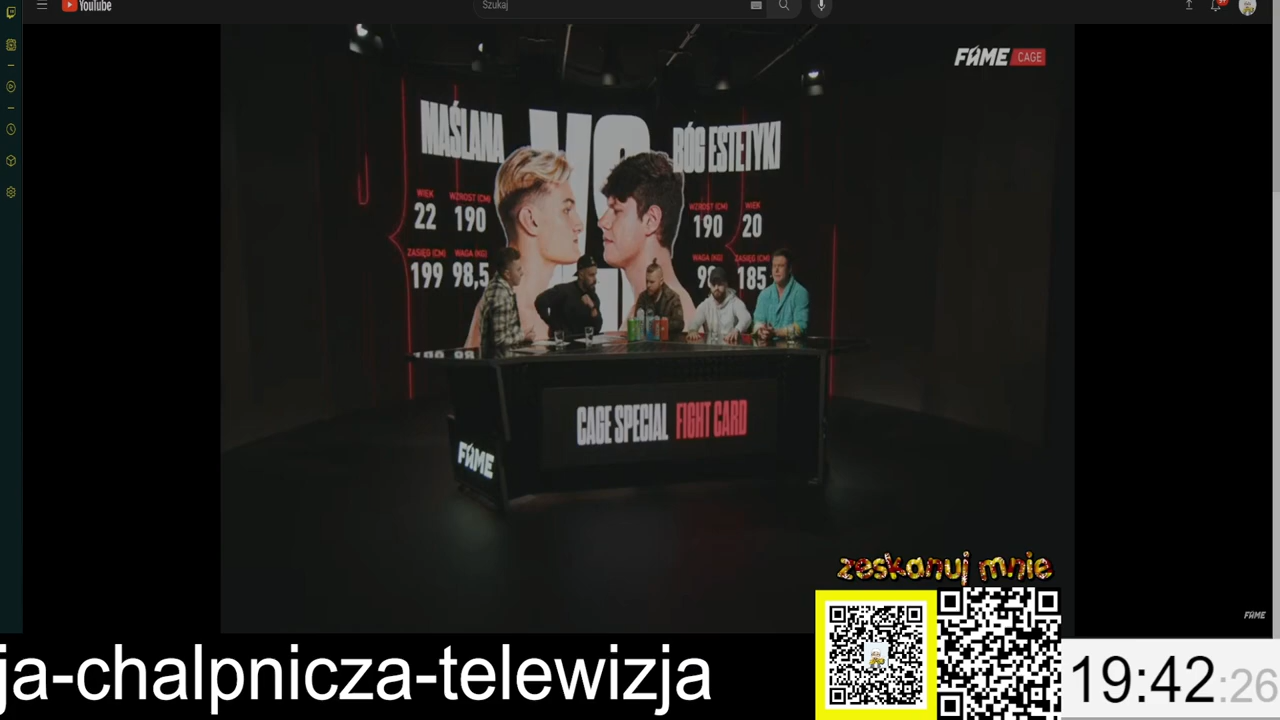 YouTube
Szukaj
FAME CAGE
MAŚLANA
VS
BÓG ESTETYKI
WIEK
22
WZROST (CM)
190
ZASIĘG (CM)
199
WAGA (KG)
98,5
WZROST (CM)
190
WIEK
20
WAGA (KG)
ZASIĘG (CM)
185
CAGE SPECIAL FIGHT CARD
FAME
zeskanuj mnie
FAME
ja-chalpnicza-telewizja
19:42:26